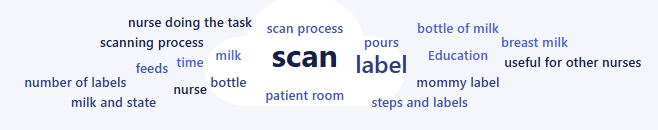 nurse doing the task
scan process
bottle of milk
scanning process
pours
breast milk
milk
scan
Education
time
label
useful for other nurses
feeds
number of labels
bottle
mommy label
nurse
milk and state
patient room
steps and labels